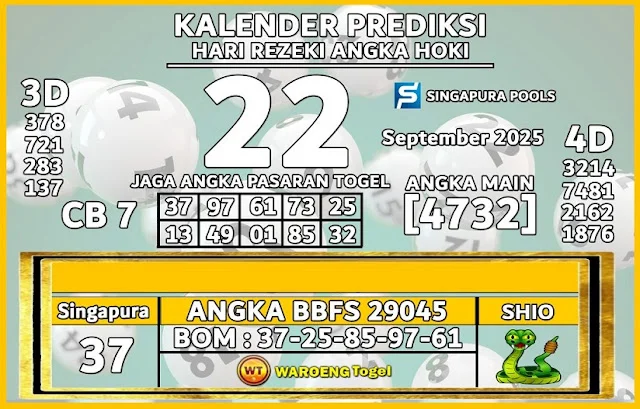 KALENDER PREDIKSI
HARI REZEKI ANGKA HOKI
22
3D
378
721
283
137
SINGAPURA POOLS
September 2025
4D
3214
7481
2162
1876
JAGA ANGKA PASARAN TOGEL
ANGKA MAIN
[4732]
CB 7
37 97 61 73 25
13 49 01 85 32
Singapura
37
ANGKA BBFS 29045
BOM : 37-25-85-97-61
WT WAROENG Togel
SHIO